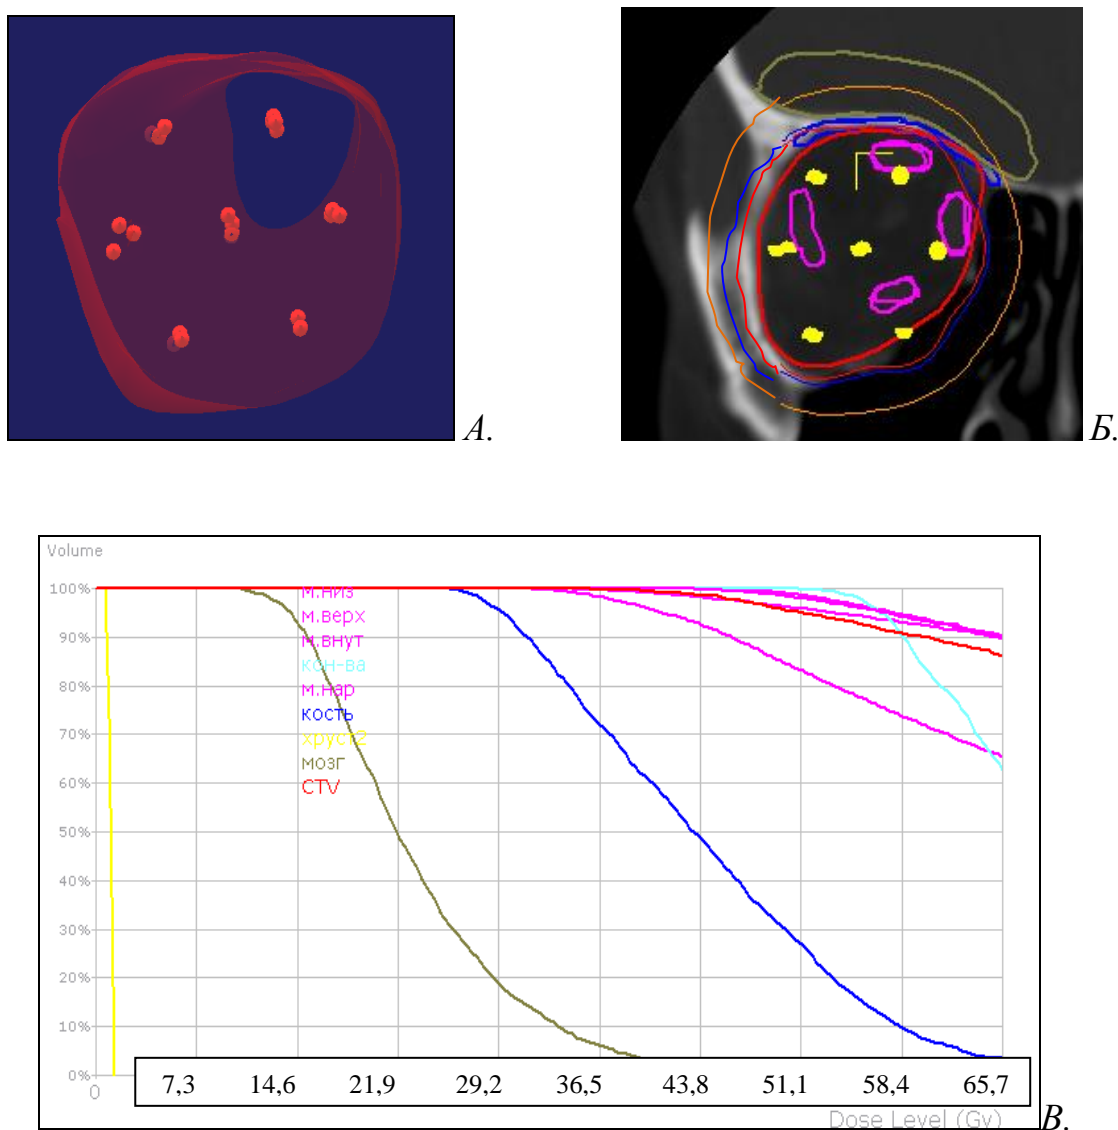 А.
Б.
Volume
100%
90%
80%
70%
60%
50%
40%
30%
20%
10%
0%
м.низ
м.верх
м.внут
кон-ва
м.нар
кость
хруст2
мозг
CTV
0
7,3 14,6 21,9 29,2 36,5 43,8 51,1 58,4 65,7
Dose Level (Gy)
В.